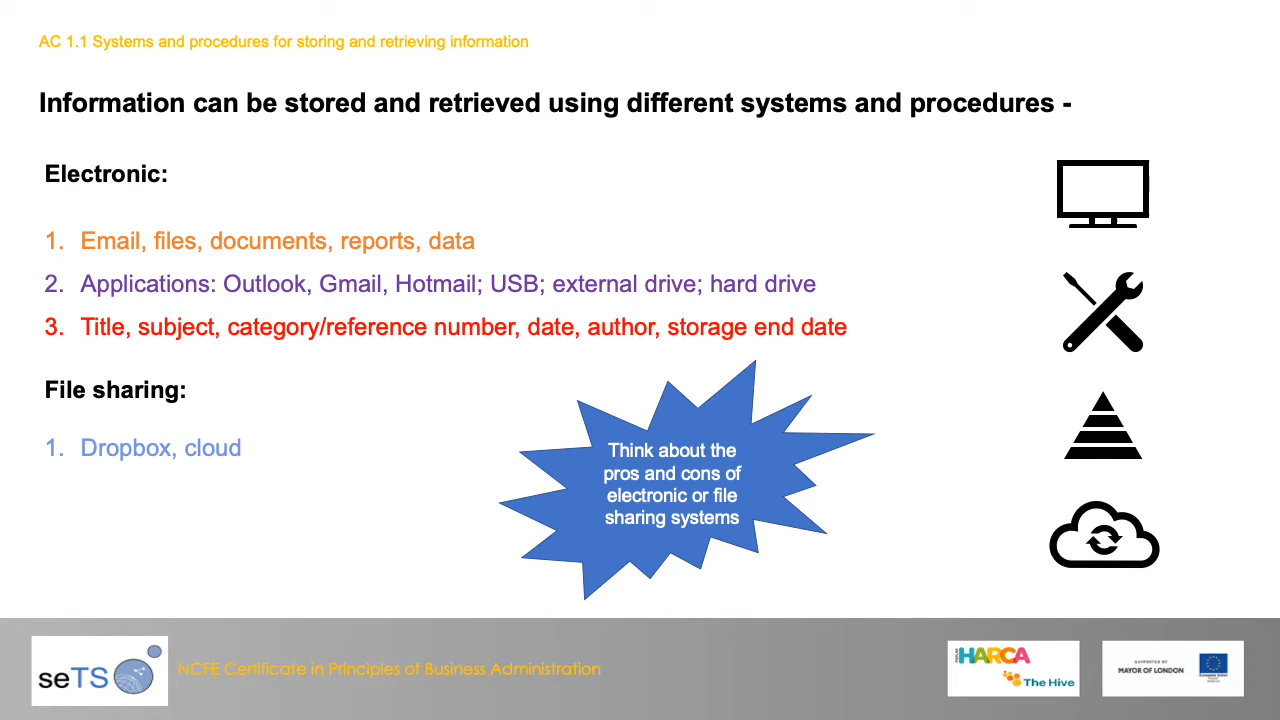 AC 1.1 Systems and procedures for storing and retrieving information
Information can be stored and retrieved using different systems and procedures -
Electronic:
1. Email, files, documents, reports, data
2. Applications: Outlook, Gmail, Hotmail; USB; external drive; hard drive
3. Title, subject, category/reference number, date, author, storage end date
File sharing:
1. Dropbox, cloud
Think about the
pros and cons of
electronic or file
sharing systems
seTS
NCFE Certificate in Principles of Business Administration
HARCA
The Hive
SUPPORTED BY
MAYOR OF LONDON
European Union